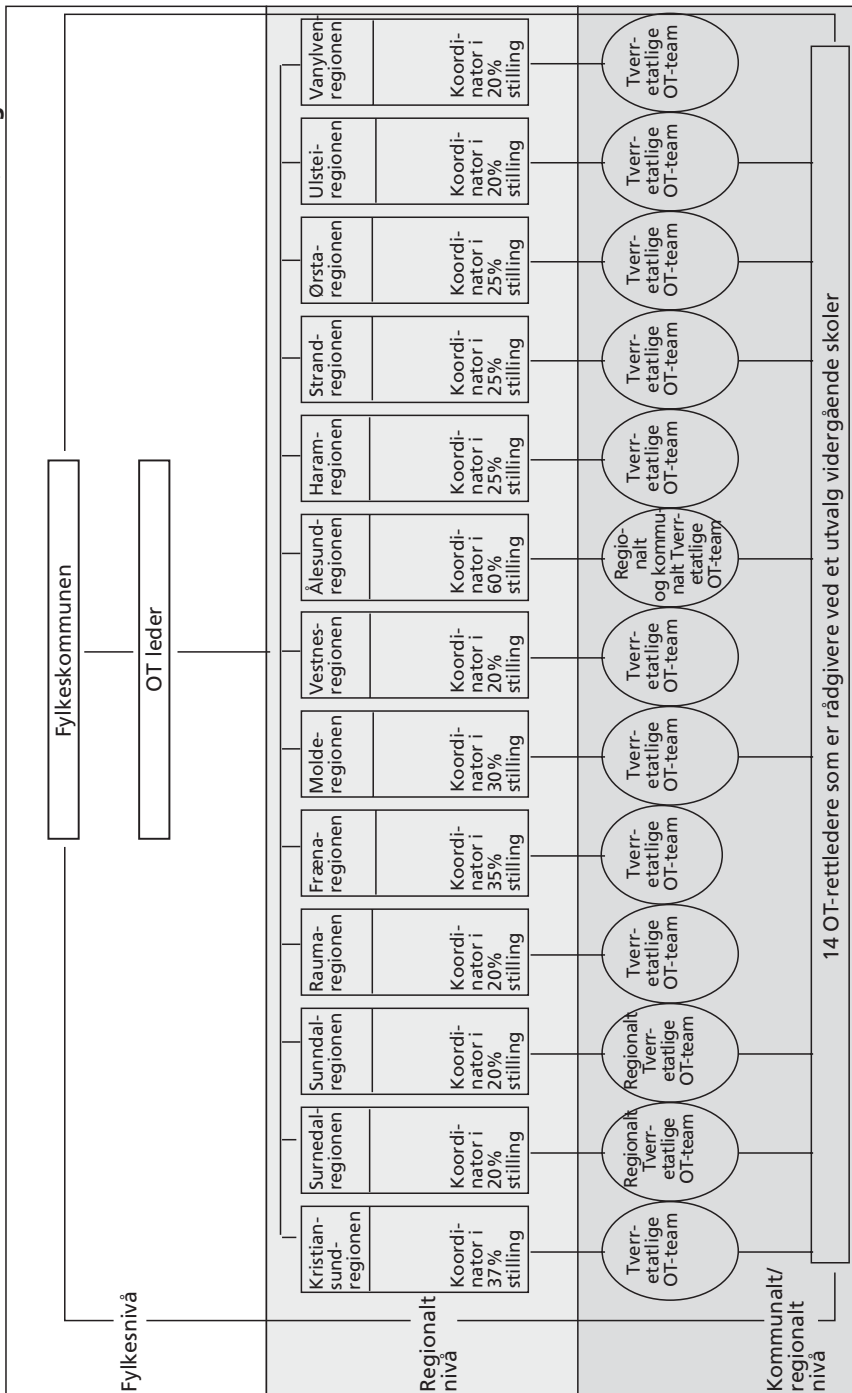 Fylkesnivå
Fylkeskommunen
OT leder
Regionalt
nivå
Kristian-
sund-
regionen
Koordi-
nator i
37%
stilling
Surnedal-
regionen
Koordi-
nator i
20%
stilling
Sunndal-
regionen
Koordi-
nator i
20%
stilling
Rauma-
regionen
Koordi-
nator i
20%
stilling
Fræna-
regionen
Koordi-
nator i
35%
stilling
Molde-
regionen
Koordi-
nator i
30%
stilling
Vestnes-
regionen
Koordi-
nator i
20%
stilling
Ålesund-
regionen
Koordi-
nator i
60%
stilling
Haram-
regionen
Koordi-
nator i
25%
stilling
Strand-
regionen
Koordi-
nator i
25%
stilling
Ørsta-
regionen
Koordi-
nator i
25%
stilling
Ulstei-
regionen
Koordi-
nator i
20%
stilling
Vanylven-
regionen
Koordi-
nator i
20%
stilling
Kommunalt/
regionalt
nivå
Tverr-
etatlige
OT-team
Regionalt
Tverr-
etatlige
OT-team
Regionalt
Tverr-
etatlige
OT-team
Tverr-
etatlige
OT-team
Tverr-
etatlige
OT-team
Tverr-
etatlige
OT-team
Tverr-
etatlige
OT-team
Regio-
nalt
og kommu-
nalt Tverr-
etatlige
OT-team
Tverr-
etatlige
OT-team
Tverr-
etatlige
OT-team
Tverr-
etatlige
OT-team
Tverr-
etatlige
OT-team
Tverr-
etatlige
OT-team
14 OT-rettledere som er rådgivere ved et utvalg vidergående skoler